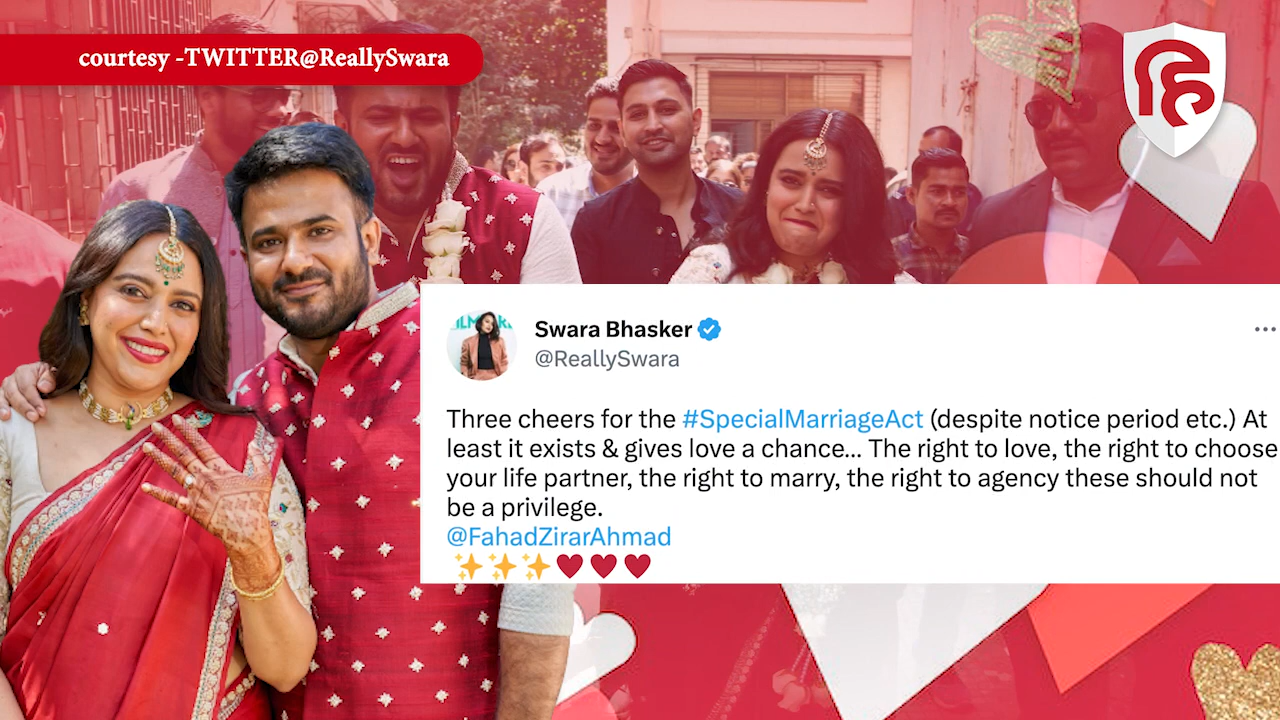 courtesy -TWITTER@ReallySwara
Swara Bhasker
@ReallySwara
Three cheers for the #SpecialMarriageAct (despite notice period etc.) At
least it exists & gives love a chance... The right to love, the right to choose
your life partner, the right to marry, the right to agency these should not
be a privilege.
@FahadZirarAhmad
✨✨✨♥️♥️♥️